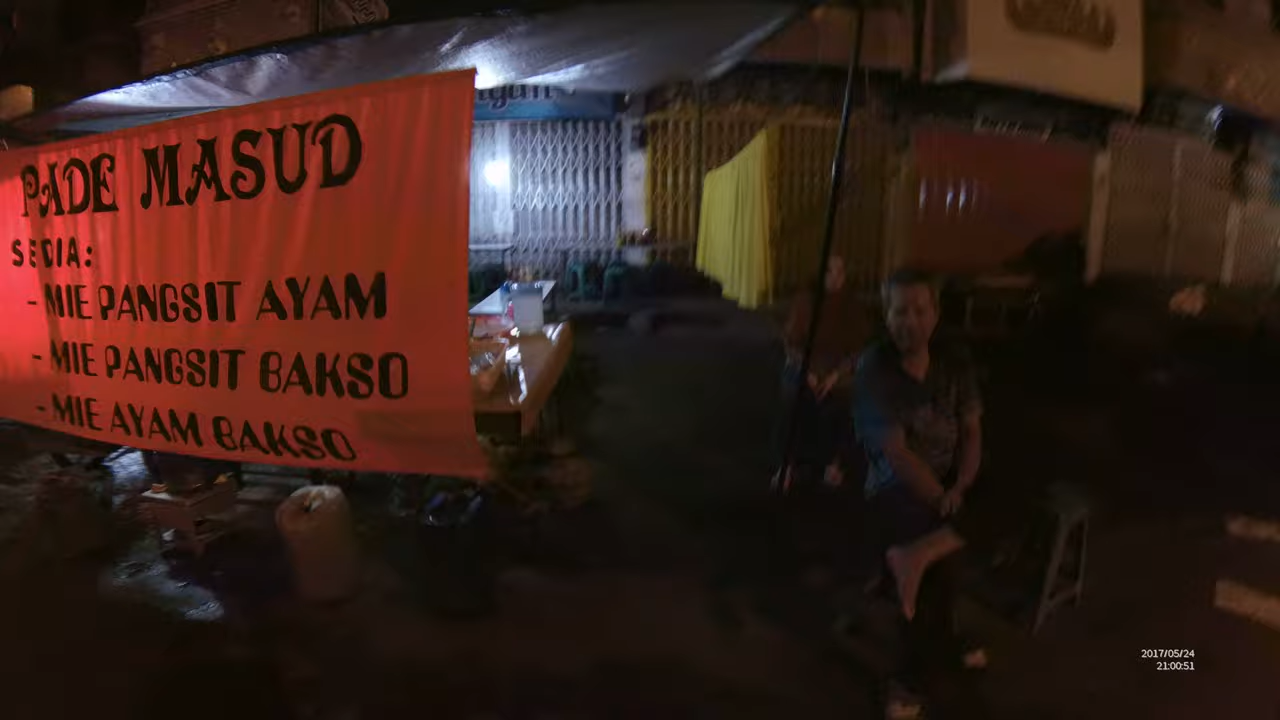 PADE MASUD
SEDIA:
- MIE PANGSIT AYAM
- MIE PANGSIT BAKSO
- MIE AYAM BAKSO
2017/05/24
21:00:51